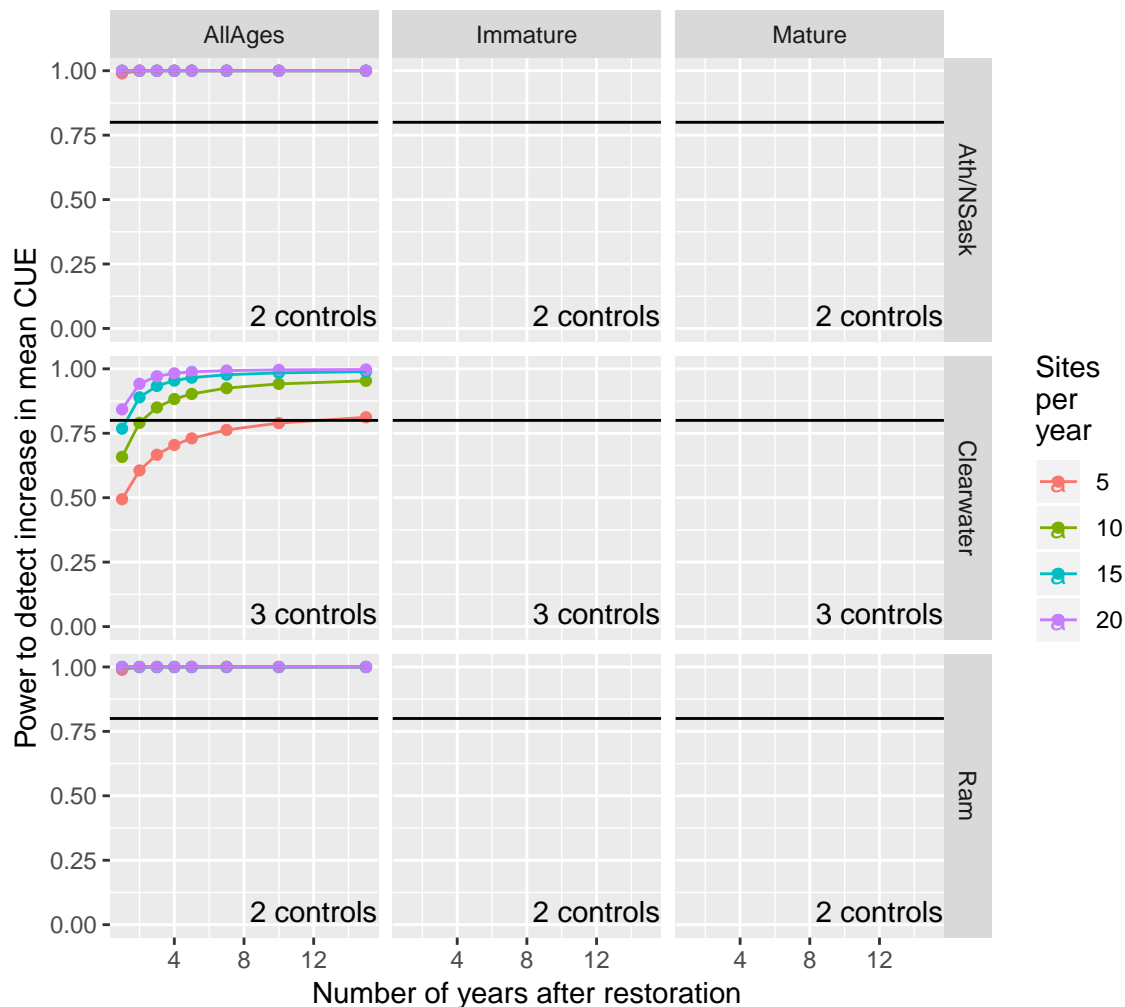 AllAges Immature Mature
Power to detect increase in mean CUE
1.00
0.75
0.50
0.25
0.00
2 controls 2 controls 2 controls
Ath/NSask
1.00
0.75
0.50
0.25
0.00
3 controls 3 controls 3 controls
Clearwater
1.00
0.75
0.50
0.25
0.00
2 controls 2 controls 2 controls
Ram
4 12 4 8 12 4 8 12
8
Number of years after restoration
Sites
per
year
a 5
a 10
a 15
a 20